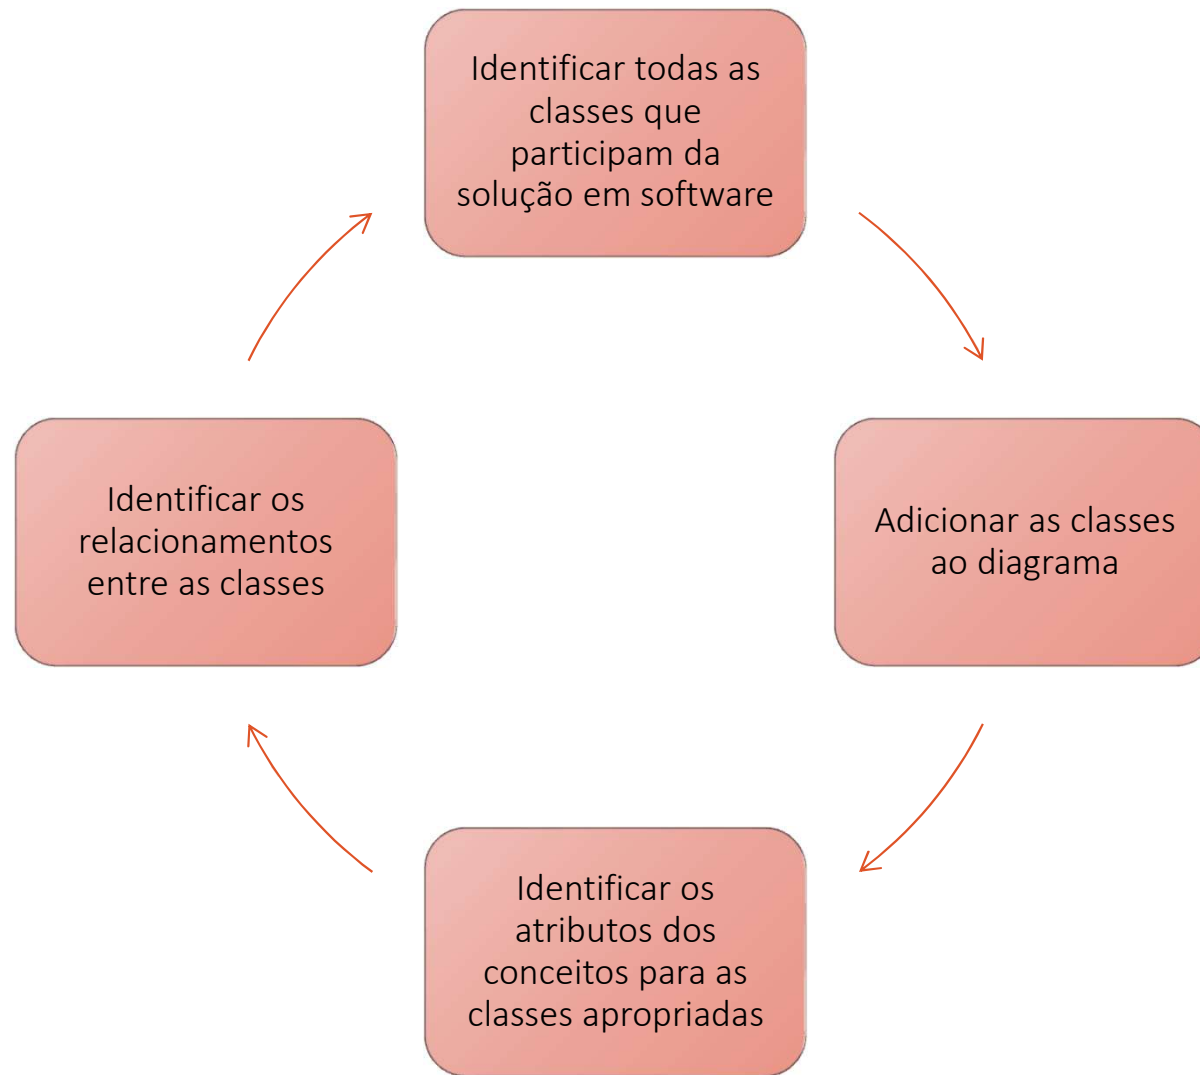 Identificar todas as
classes que
participam da
solução em software
Adicionar as classes
ao diagrama
Identificar os
atributos dos
conceitos para as
classes apropriadas
Identificar os
relacionamentos
entre as classes